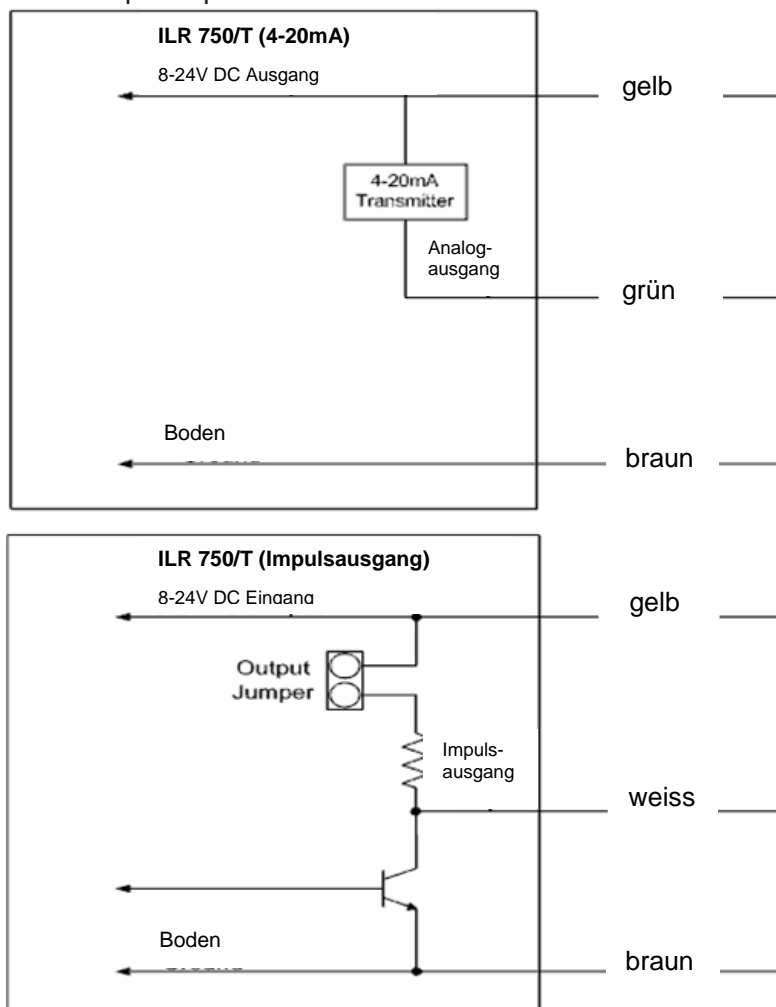 ILR 750/T (4-20mA)
8-24V DC Ausgang
gelb
4-20mA
Transmitter
Analog-
ausgang
grün
Boden
braun
ILR 750/T (Impulsausgang)
8-24V DC Eingang
gelb
Output
Jumper
Impuls-
ausgang
weiss
Boden
braun